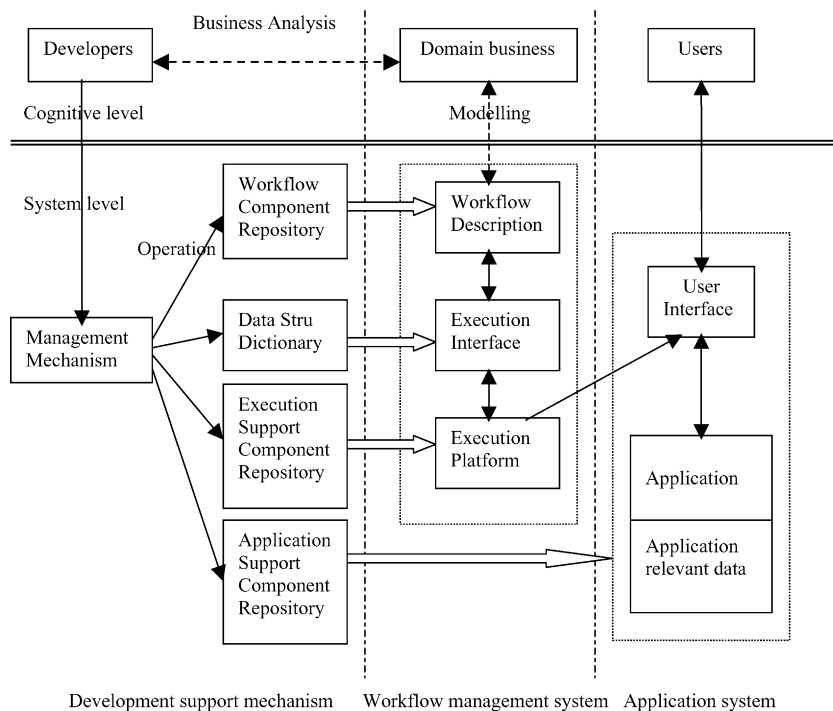 Business Analysis
Developers
Domain business
Users
Cognitive level
Modelling
System level
Operation
Workflow
Component
Repository
Workflow
Description
User
Interface
Management
Mechanism
Data Stru
Dictionary
Execution
Interface
Execution
Support
Component
Repository
Execution
Platform
Application
Application
relevant data
Application
Support
Component
Repository
Development support mechanism
Workflow management system
Application system